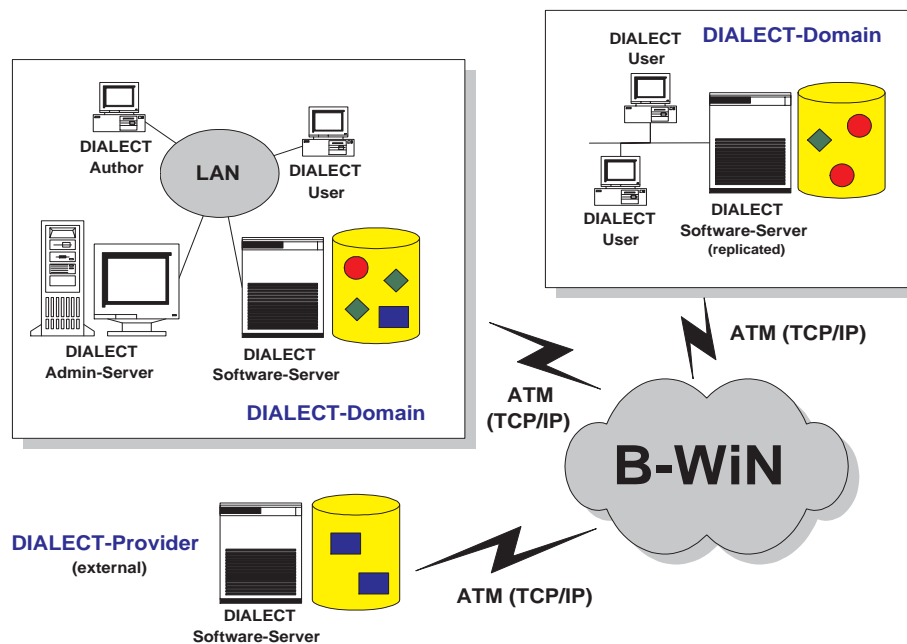 DIALECT
Author
DIALECT
User
LAN
DIALECT
Admin-Server
DIALECT
Software-Server
DIALECT-Domain
DIALECT
User
DIALECT-Domain
DIALECT
User
DIALECT
Software-Server
(replicated)
ATM (TCP/IP)
ATM
(TCP/IP)
B-WiN
DIALECT-Provider
(external)
DIALECT
Software-Server
ATM (TCP/IP)